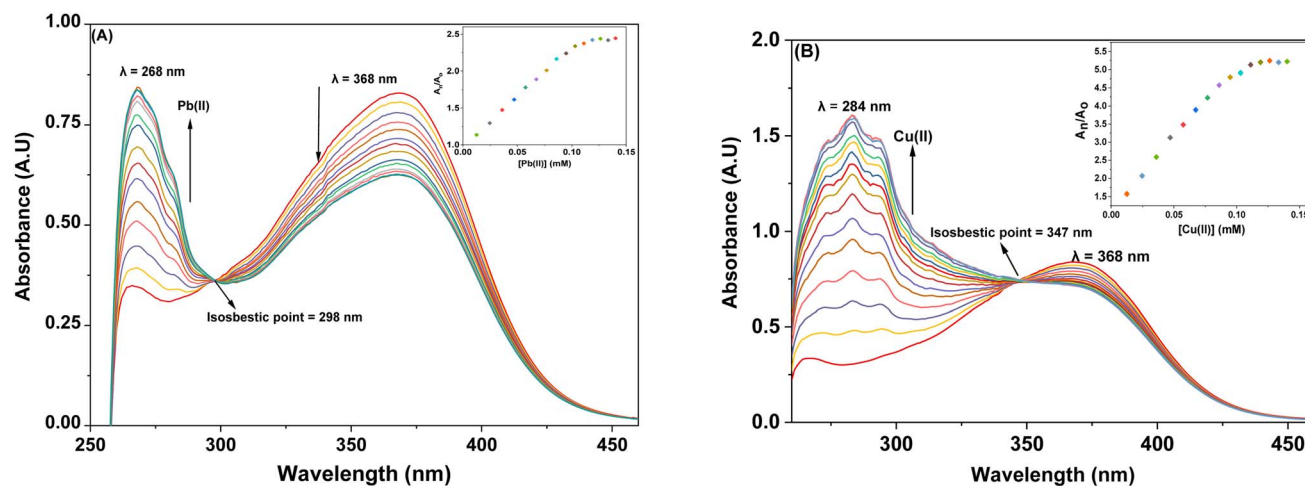 (A)
λ = 268 nm
Pb(II)
λ = 368 nm
Isosbestic point = 298 nm
1.00
0.75
0.50
0.25
0.00
Absorbance (A.U)
250
300
350
400
450
Wavelength (nm)
2.5
2.0
1.5
1.0
An/Ao
0.00
0.05
0.10
0.15
[Pb(II)] (mM)
(B)
λ = 284 nm
Cu(II)
Isosbestic point = 347 nm
λ = 368 nm
2.0
1.5
1.0
0.5
0.0
Absorbance (A.U)
300
350
400
450
Wavelength (nm)
5.5
5.0
4.5
4.0
3.5
3.0
2.5
2.0
1.5
An/Ao
0.00
0.05
0.10
0.15
[Cu(II)] (mM)